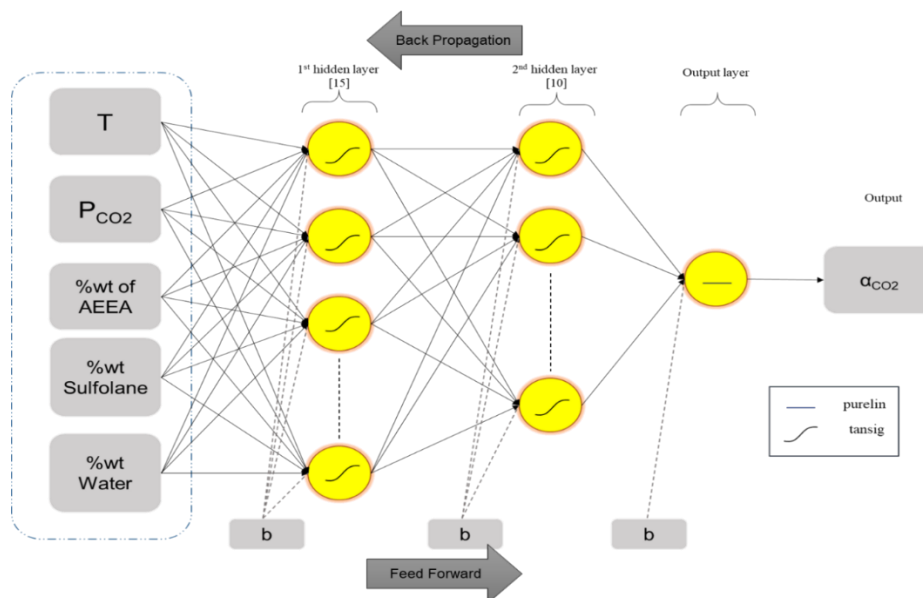 Back Propagation
1st hidden layer
[15]
2nd hidden layer
[10]
Output layer
T
PCO2
%wt of
AEEA
%wt
Sulfolane
%wt
Water
Output
αCO2
purelin
tansig
b
b
b
Feed Forward